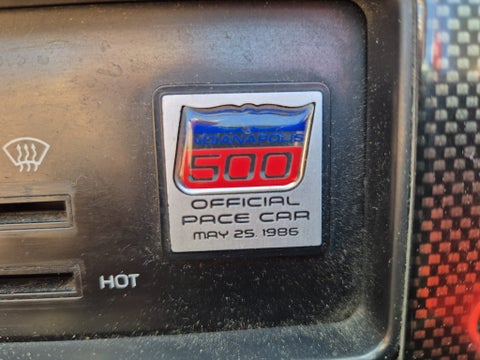 INDIANAPOLIS
500
OFFICIAL
PACE CAR
MAY 25, 1986
HOT